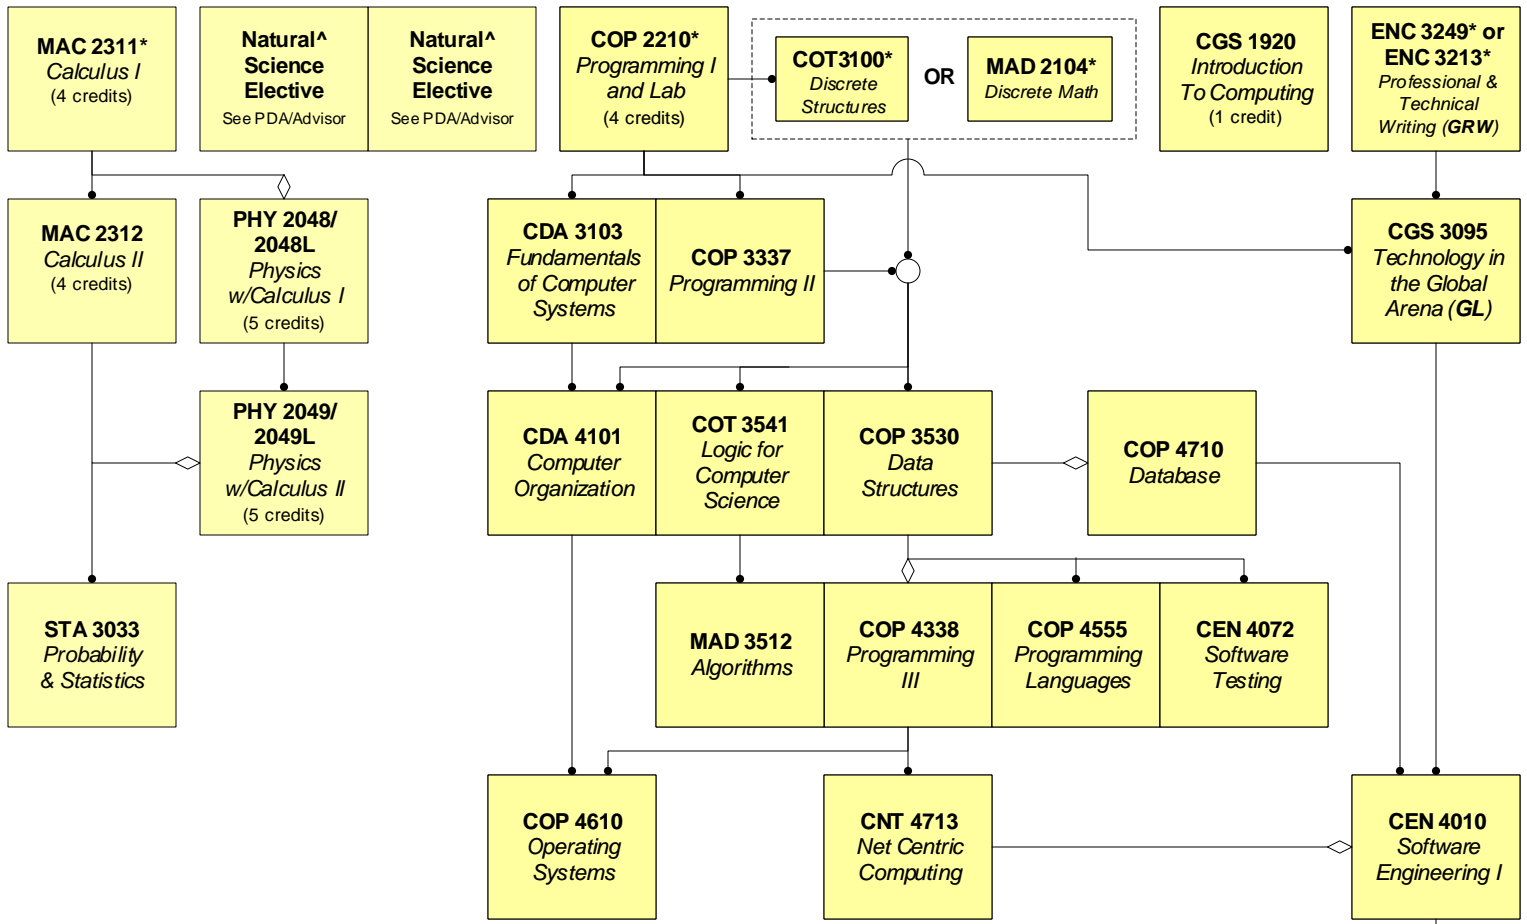 MAC 2311*
Calculus I
(4 credits)
Natural^
Science
Elective
See PDA/Advisor
Natural^
Science
Elective
See PDA/Advisor
COP 2210*
Programming I
and Lab
(4 credits)
COT3100*
Discrete
Structures
OR
MAD 2104*
Discrete Math
CGS 1920
Introduction
To Computing
(1 credit)
ENC 3249* or
ENC 3213*
Professional &
Technical
Writing (GRW)
MAC 2312
Calculus II
(4 credits)
PHY 2048/
2048L
Physics
w/Calculus I
(5 credits)
CDA 3103
Fundamentals
of Computer
Systems
COP 3337
Programming II
CGS 3095
Technology in
the Global
Arena (GL)
PHY 2049/
2049L
Physics
w/Calculus II
(5 credits)
CDA 4101
Computer
Organization
COT 3541
Logic for
Computer
Science
COP 3530
Data
Structures
COP 4710
Database
STA 3033
Probability
& Statistics
MAD 3512
Algorithms
COP 4338
Programming
III
COP 4555
Programming
Languages
CEN 4072
Software
Testing
COP 4610
Operating
Systems
CNT 4713
Net Centric
Computing
CEN 4010
Software
Engineering I